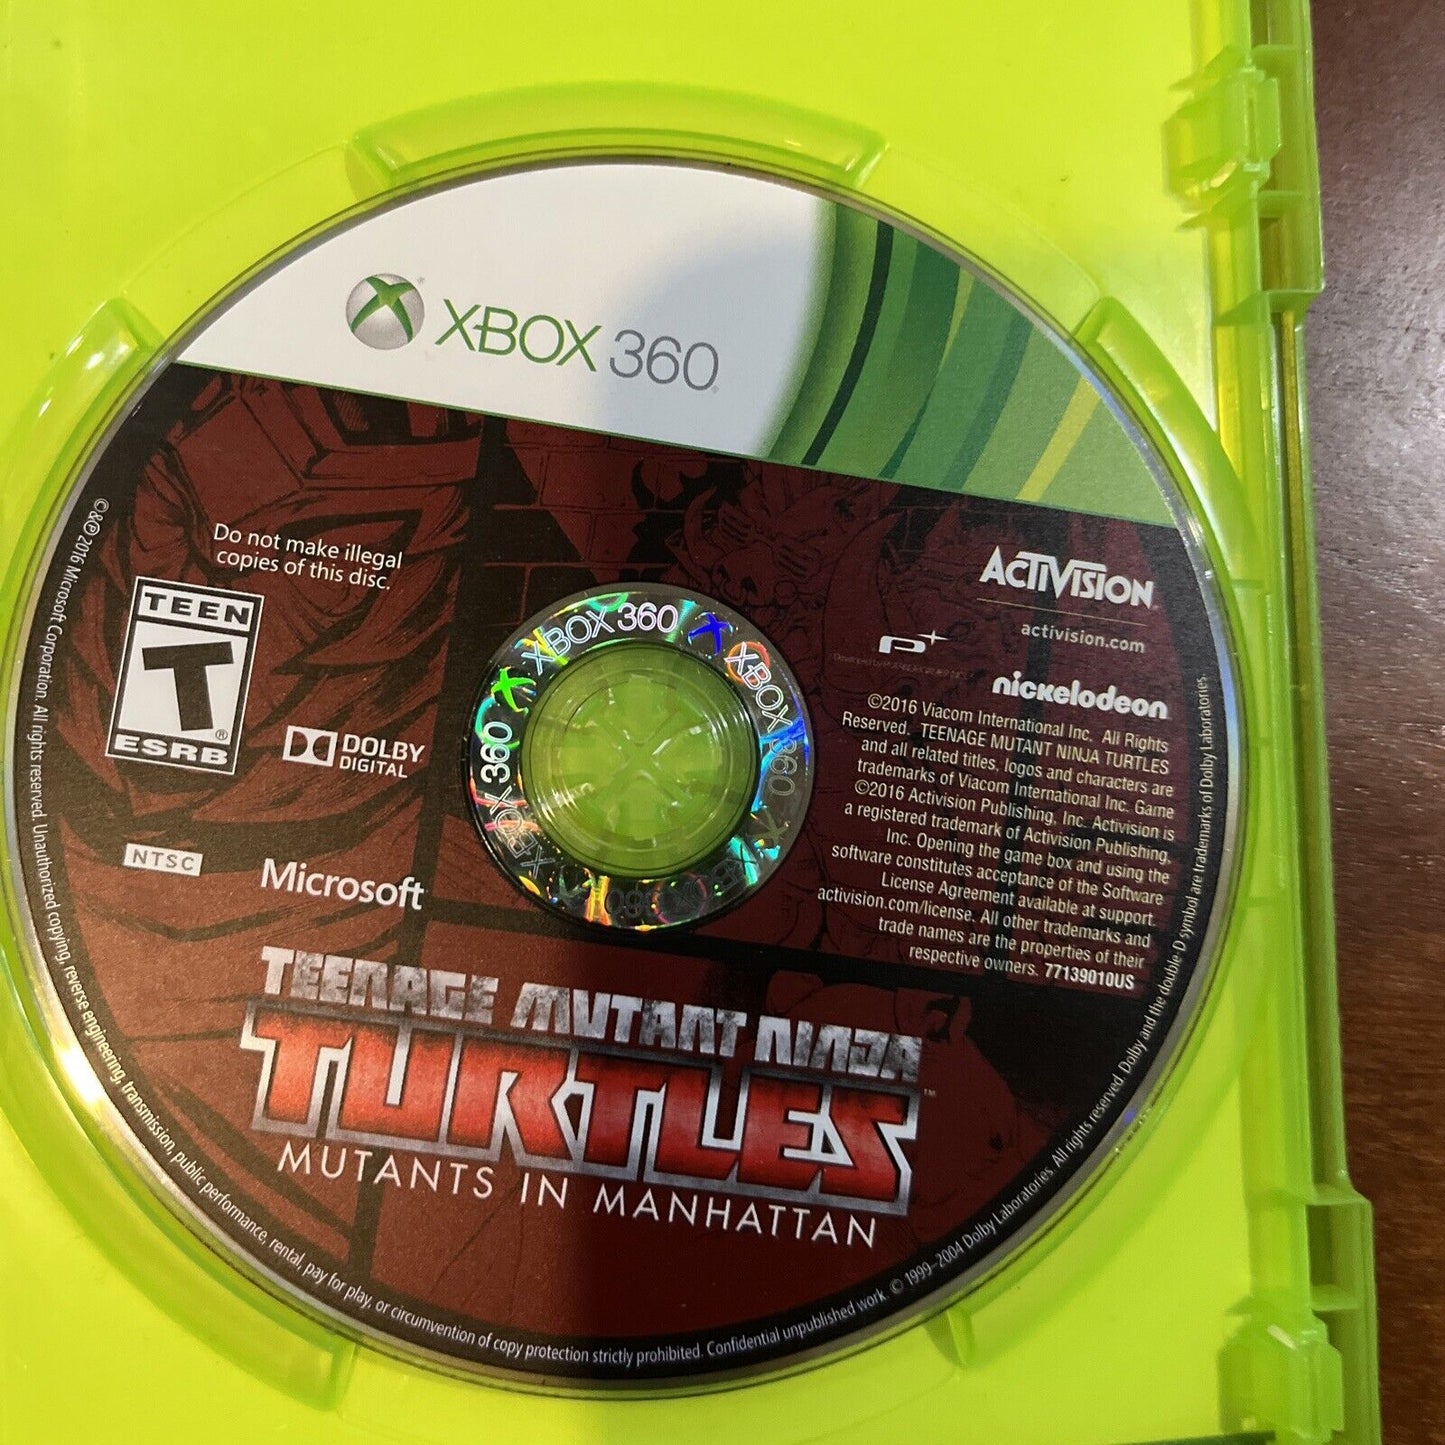 XBOX 360
Do not make illegal
copies of this disc.
TEEN
T
®
ESRB
DOLBY
DIGITAL
NTSC
Microsoft
XBOX 360
XBOX 360
XBOX 360
ACTIVISION
activision.com
nickelodeon
©2016 Viacom International Inc. All Rights
Reserved. TEENAGE MUTANT NINJA TURTLES
and all related titles, logos and characters are
trademarks of Viacom International Inc. Game
©2016 Activision Publishing, Inc. Activision is
a registered trademark of Activision Publishing,
Inc. Opening the game box and using the
software constitutes acceptance of the Software
License Agreement available at support.
activision.com/license. All other trademarks and
trade names are the properties of their
respective owners. 77139010US
TEENAGE MUTANT NINJA
TURTLES™
MUTANTS IN MANHATTAN
©&℗2016 Microsoft Corporation. All rights reserved. Unauthorized copying, reverse engineering, transmission, public performance, rental, pay for play, or circumvention of copy protection strictly prohibited. Confidential unpublished work © 1999–2004 Dolby Laboratories. All rights reserved. Dolby and the double-D symbol are trademarks of Dolby Laboratories.